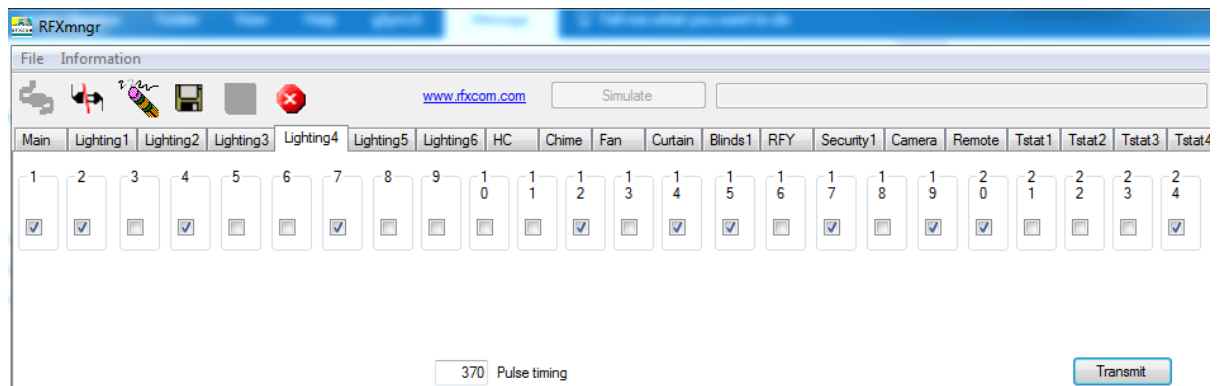 RFXmngr
File Information
www.rfxcom.com Simulate
Main Lighting1 Lighting2 Lighting3 Lighting4 Lighting5 Lighting6 HC Chime Fan Curtain Blinds1 RFY Security1 Camera Remote Tstat1 Tstat2 Tstat3 Tstat4
1 2 3 4 5 6 7 8 9 10 11 12 13 14 15 16 17 18 19 20 21 22 23 24
370 Pulse timing Transmit